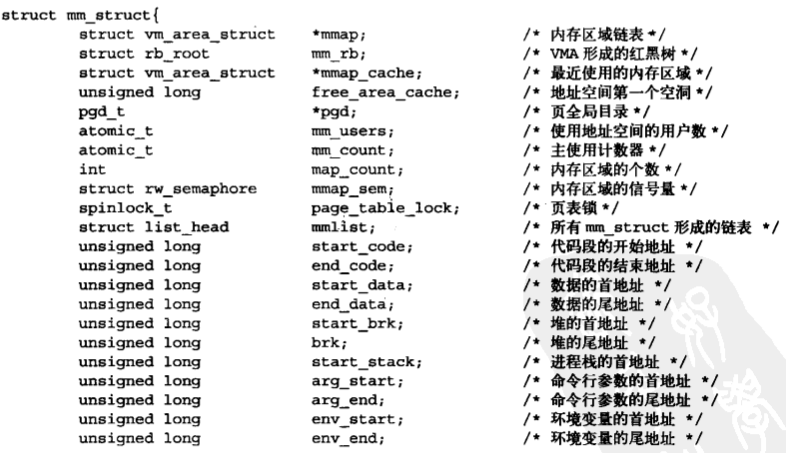 struct mm_struct{
struct vm_area_struct *mmap; /* 内存区域链表 */
struct rb_root mm_rb; /* VMA 形成的红黑树 */
struct vm_area_struct *mmap_cache; /* 最近使用的内存区域 */
unsigned long free_area_cache; /* 地址空间第一个空洞 */
pgd_t *pgd; /* 页全局目录 */
atomic_t mm_users; /* 使用地址空间的用户数 */
atomic_t mm_count; /* 主使用计数器 */
int map_count; /* 内存区域的个数 */
struct rw_semaphore mmap_sem; /* 内存区域的信号量 */
spinlock_t page_table_lock; /* 页表锁 */
struct list_head mmlist; /* 所有 mm_struct 形成的链表 */
unsigned long start_code; /* 代码段的开始地址 */
unsigned long end_code; /* 代码段的结束地址 */
unsigned long start_data; /* 数据的首地址 */
unsigned long end_data; /* 数据的尾地址 */
unsigned long start_brk; /* 堆的首地址 */
unsigned long brk; /* 堆的尾地址 */
unsigned long start_stack; /* 进程栈的首地址 */
unsigned long arg_start; /* 命令行参数的首地址 */
unsigned long arg_end; /* 命令行参数的尾地址 */
unsigned long env_start; /* 环境变量的首地址 */
unsigned long env_end; /* 环境变量的尾地址 */